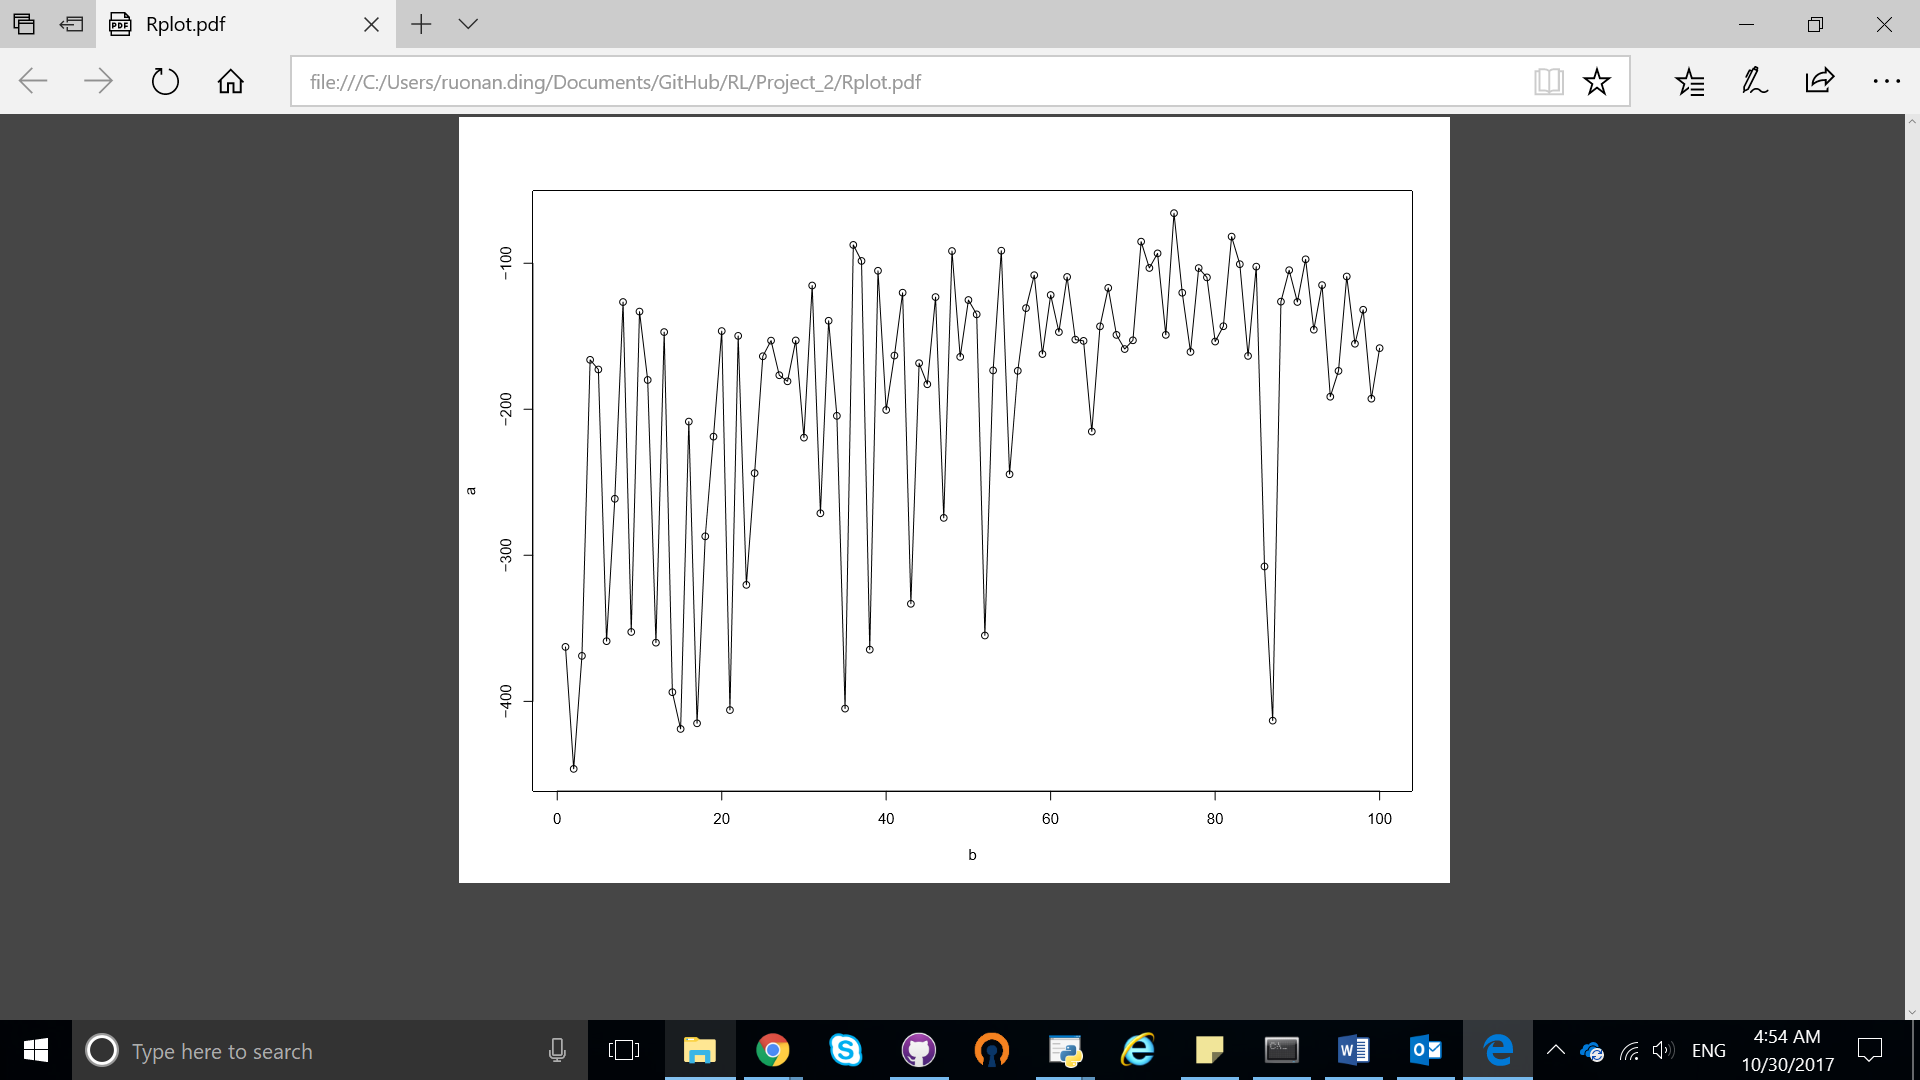 Rplot.pdf
file:///C:/Users/ruonan.ding/Documents/GitHub/RL/Project_2/Rplot.pdf
-100
-200
-300
-400
a
0 20 40 60 80 100
b
Type here to search
ENG
4:54 AM
10/30/2017